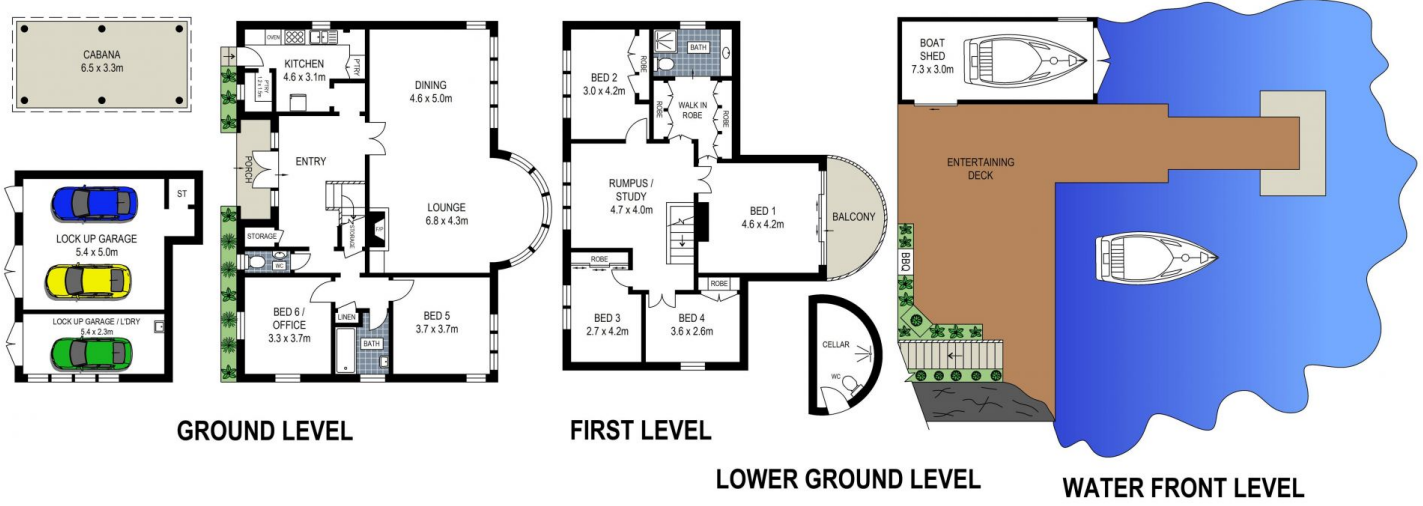 CABANA
6.5 x 3.3m
ST
LOCK UP GARAGE
5.4 x 5.0m
LOCK UP GARAGE / L'DRY
5.4 x 2.3m
OVEN
KITCHEN
4.6 x 3.1m
PTRY
PTRY
DINING
4.6 x 5.0m
PORCH
ENTRY
STORAGE
STORAGE
F/P
LOUNGE
6.8 x 4.3m
WC
BED 6 /
OFFICE
3.3 x 3.7m
LINEN
BATH
BED 5
3.7 x 3.7m
GROUND LEVEL
BED 2
3.0 x 4.2m
ROBE
BATH
WALK IN
ROBE
ROBE
ROBE
RUMPUS /
STUDY
4.7 x 4.0m
BED 1
4.6 x 4.2m
BALCONY
ROBE
ROBE
BED 3
2.7 x 4.2m
BED 4
3.6 x 2.6m
FIRST LEVEL
CELLAR
WC
LOWER GROUND LEVEL
BOAT
SHED
7.3 x 3.0m
ENTERTAINING
DECK
BBQ
WATER FRONT LEVEL